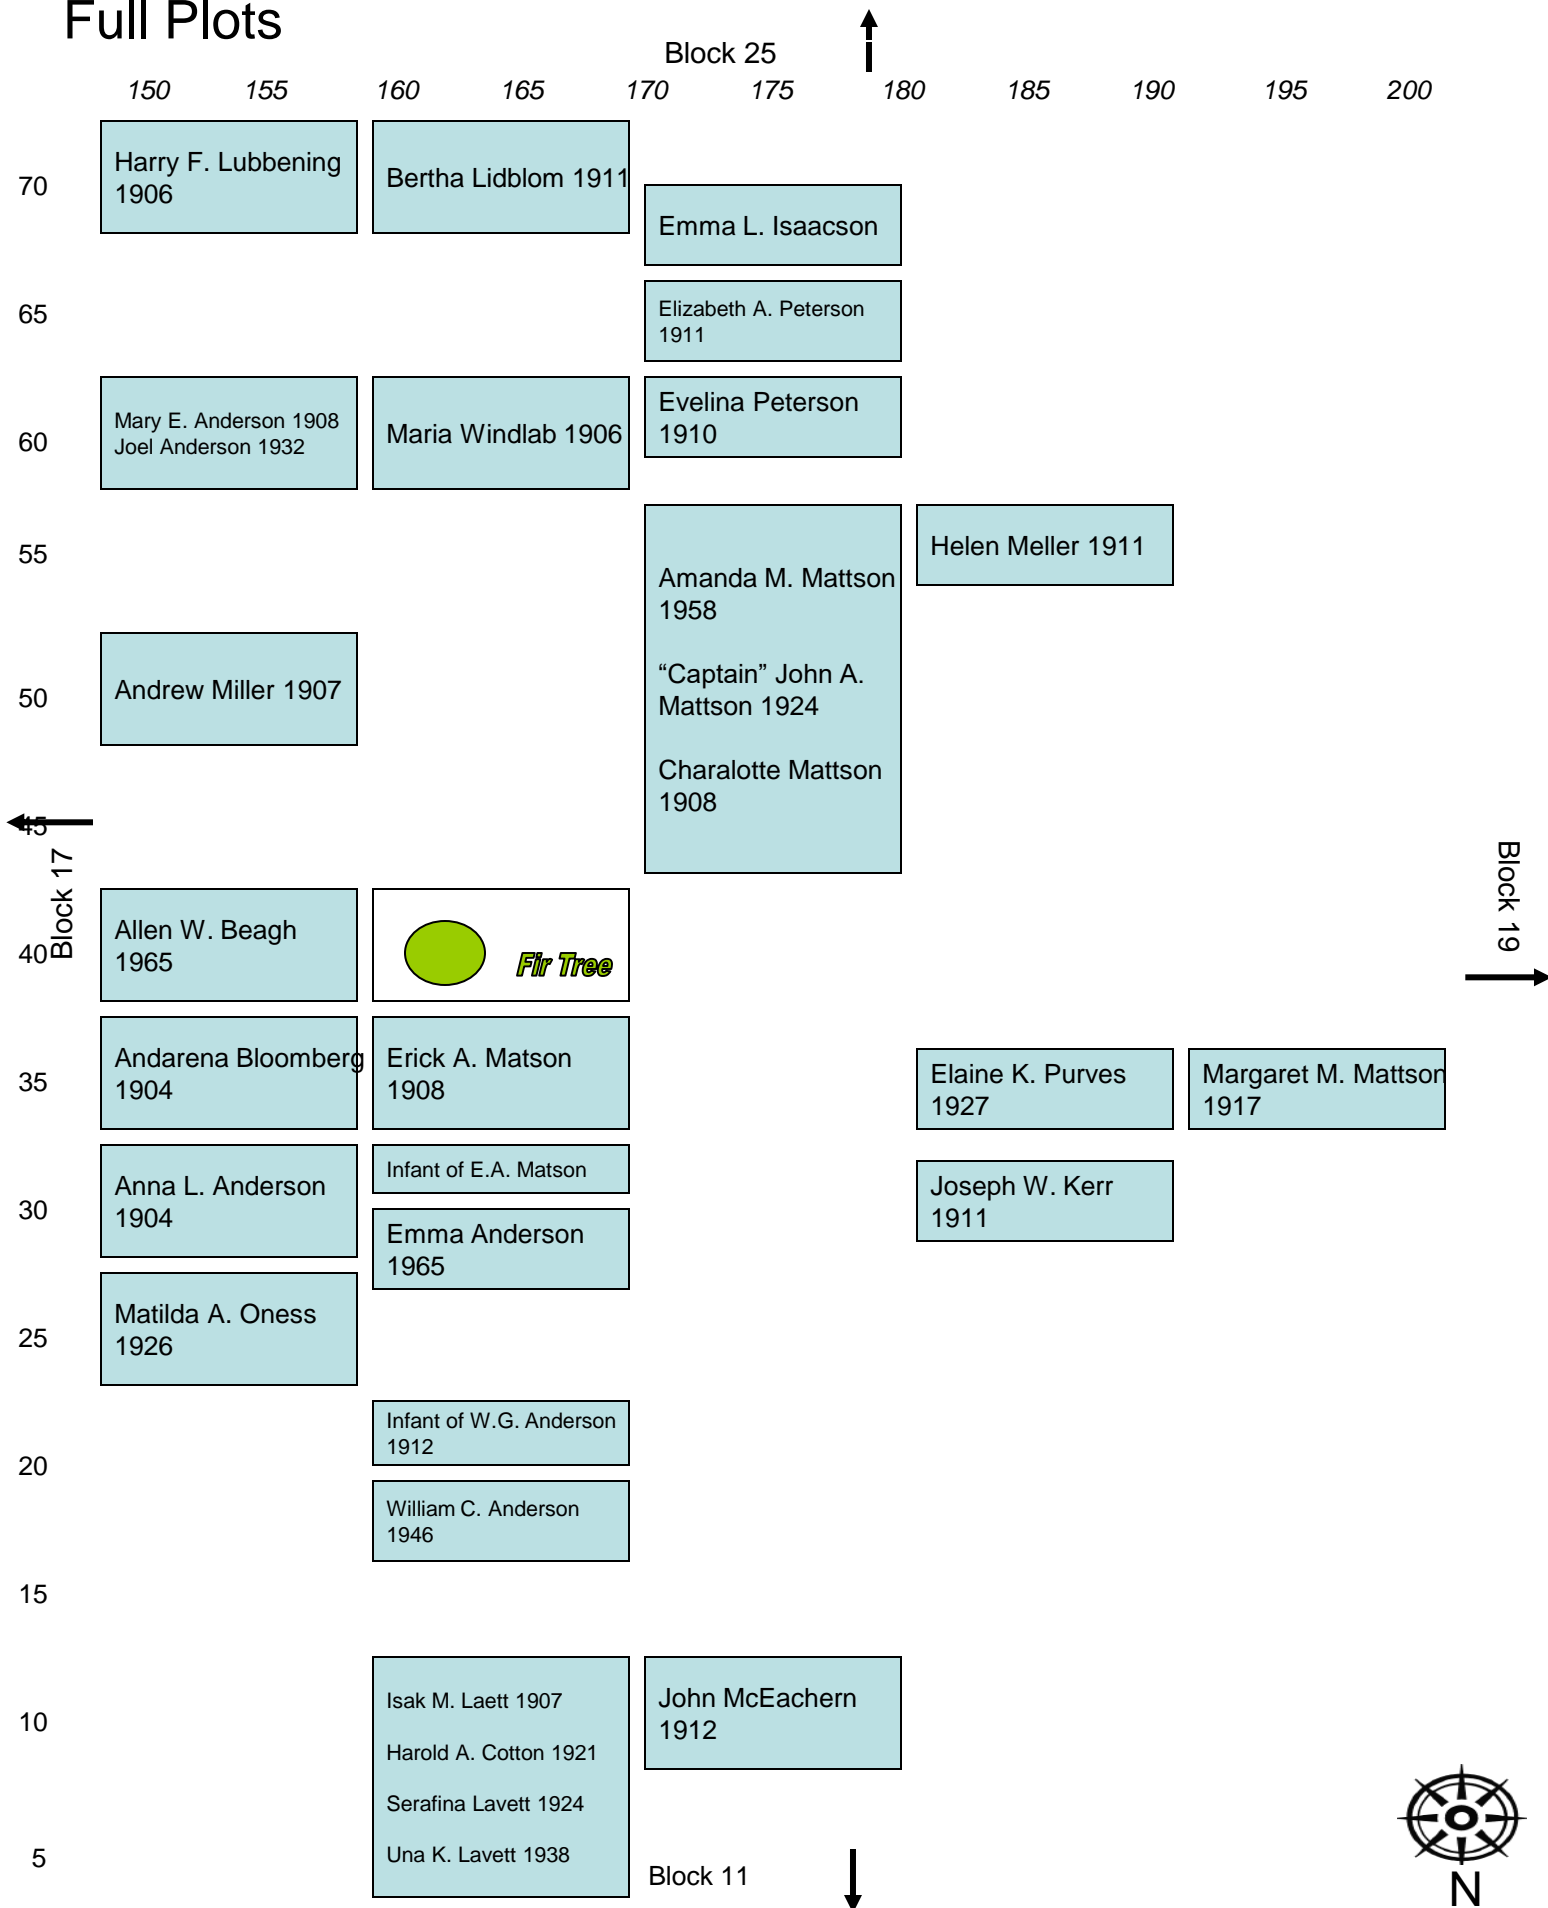 Full Plots
Block 25
150 155 160 165 170 175 180 185 190 195 200
70
Harry F. Lubbening
1906
Bertha Lidblom 1911
Emma L. Isaacson
65
Elizabeth A. Peterson
1911
60
Mary E. Anderson 1908
Joel Anderson 1932
Maria Windlab 1906
Evelina Peterson
1910
55
Amanda M. Mattson
1958
“Captain” John A.
Mattson 1924
Charalotte Mattson
1908
Helen Meller 1911
50
Andrew Miller 1907
45
Block 17
Block 19
40
Allen W. Beagh
1965
Fir Tree
35
Andarena Bloomberg
1904
Erick A. Matson
1908
Elaine K. Purves
1927
Margaret M. Mattson
1917
30
Anna L. Anderson
1904
Infant of E.A. Matson
Emma Anderson
1965
Joseph W. Kerr
1911
25
Matilda A. Oness
1926
20
Infant of W.G. Anderson
1912
William C. Anderson
1946
15
10
Isak M. Laett 1907
Harold A. Cotton 1921
Serafina Lavett 1924
Una K. Lavett 1938
John McEachern
1912
5
Block 11
N